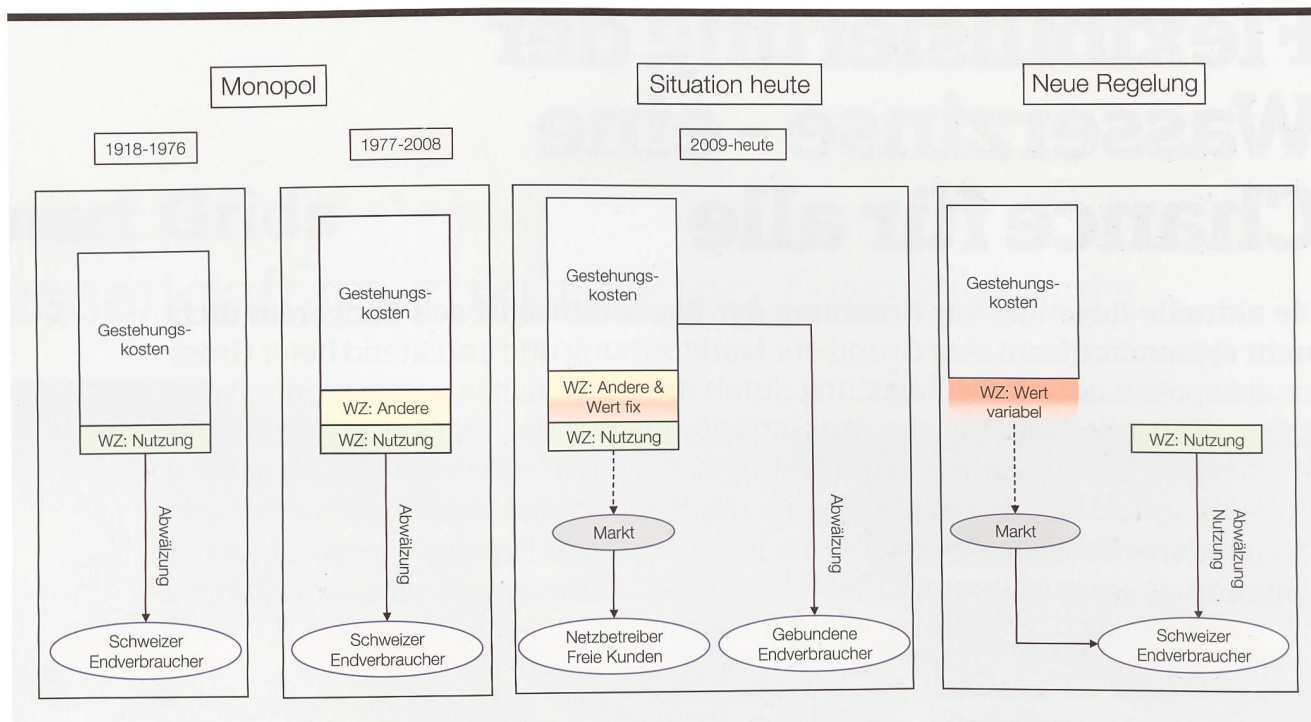 Monopol
1918-1976
Gestehungs-
kosten
WZ: Nutzung
Abwälzung
Schweizer
Endverbraucher
1977-2008
Gestehungs-
kosten
WZ: Andere
WZ: Nutzung
Abwälzung
Schweizer
Endverbraucher
Situation heute
2009-heute
Gestehungs-
kosten
WZ: Andere &
Wert fix
WZ: Nutzung
Markt
Abwälzung
Netzbetreiber
Freie Kunden
Gebundene
Endverbraucher
Neue Regelung
Gestehungs-
kosten
WZ: Wert
variabel
WZ: Nutzung
Markt
Abwälzung
Nutzung
Schweizer
Endverbraucher